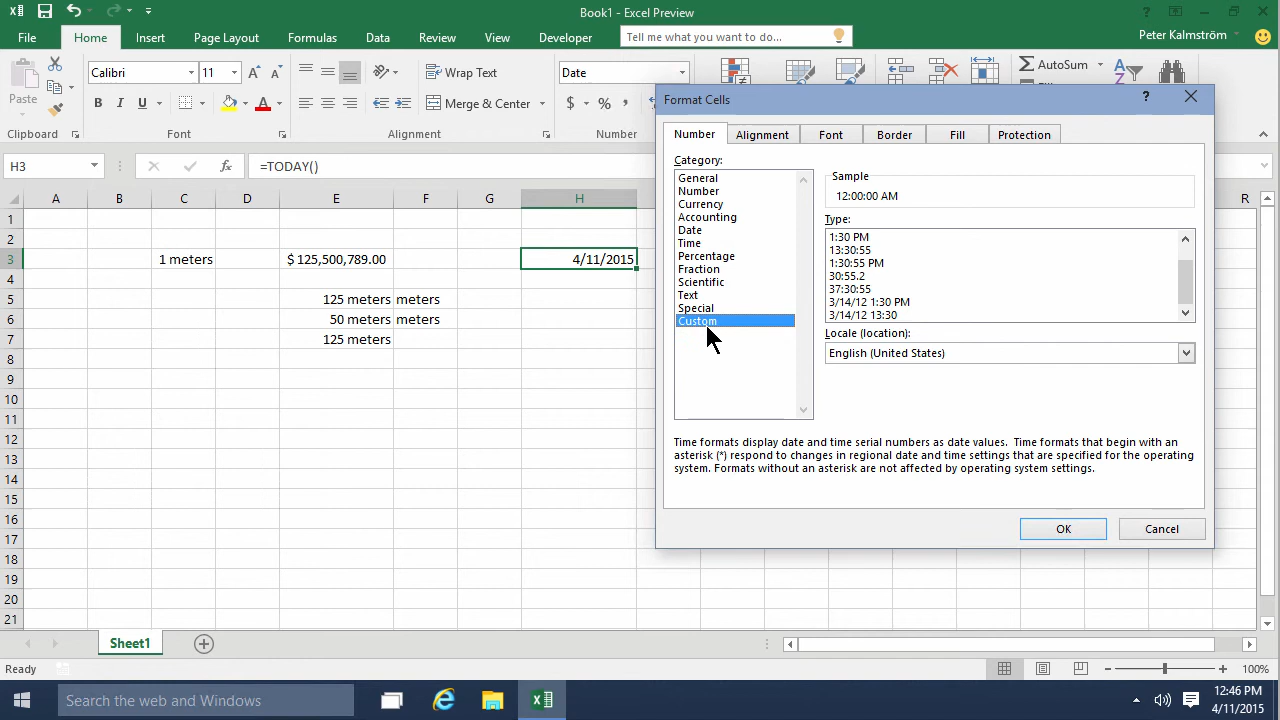 Book1 - Excel Preview
File Home Insert Page Layout Formulas Data Review View Developer Tell me what you want to do... Peter Kalmström
Paste
Calibri 11
B I U
Wrap Text
Merge & Center
Date
$ % ,
AutoSum
Clipboard Font Alignment Number
H3 fx =TODAY()
A B C D E F G H R
1
2
3 1 meters $ 125,500,789.00 4/11/2015
4
5 125 meters meters
6 50 meters meters
7 125 meters
8
9
10
11
12
13
14
15
16
17
18
19
20
21
Format Cells ?
Number Alignment Font Border Fill Protection
Category:
General
Number
Currency
Accounting
Date
Time
Percentage
Fraction
Scientific
Text
Special
Custom
Sample
12:00:00 AM
Type:
1:30 PM
13:30:55
1:30:55 PM
30:55.2
37:30:55
3/14/12 1:30 PM
3/14/12 13:30
Locale (location):
English (United States)
Time formats display date and time serial numbers as date values. Time formats that begin with an
asterisk (*) respond to changes in regional date and time settings that are specified for the operating
system. Formats without an asterisk are not affected by operating system settings.
OK Cancel
Sheet1
Ready 100%
Search the web and Windows
12:46 PM
4/11/2015